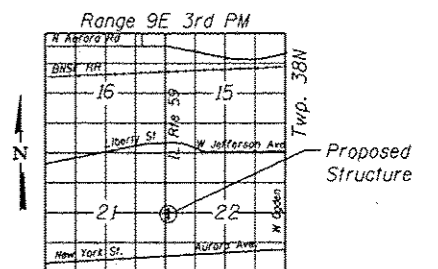 Range 9E 3rd PM
N Aurora Rd
BNSF RR
16
15
IL Rte 59
Twp. 38N
Liberty St
W Jefferson Ave
Z
Proposed
Structure
21
22
W Ogden
New York St.
Aurora Ave.